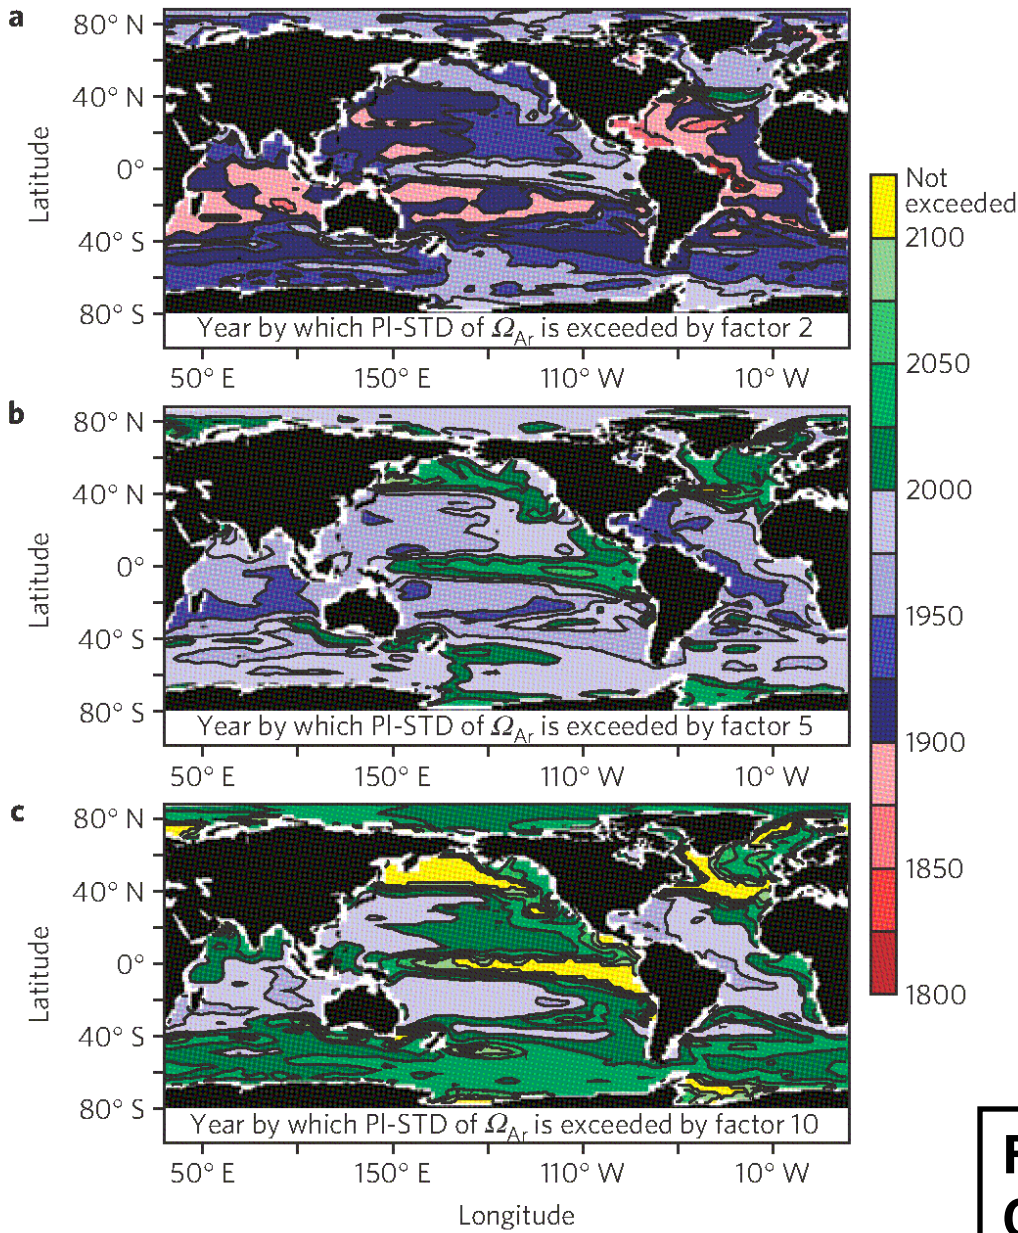 a
80° N
40° N
0°
40° S
80° S
Latitude
Year by which PI-STD of Ω_Ar is exceeded by factor 2
50° E 150° E 110° W 10° W
b
80° N
40° N
0°
40° S
80° S
Latitude
Year by which PI-STD of Ω_Ar is exceeded by factor 5
50° E 150° E 110° W 10° W
c
80° N
40° N
0°
40° S
80° S
Latitude
Year by which PI-STD of Ω_Ar is exceeded by factor 10
50° E 150° E 110° W 10° W
Longitude
Not
exceeded
2100
2050
2000
1950
1900
1850
1800